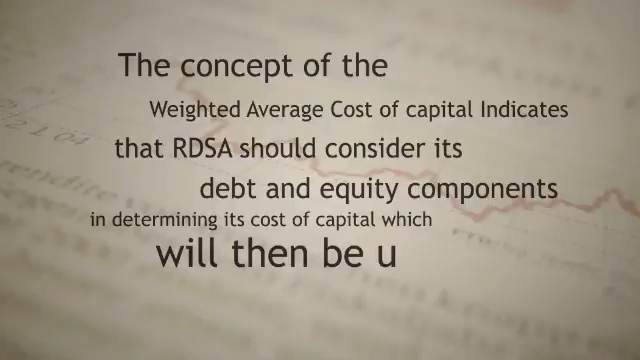 The concept of the
Weighted Average Cost of capital Indicates
that RDSA should consider its
debt and equity components
in determining its cost of capital which
will then be u